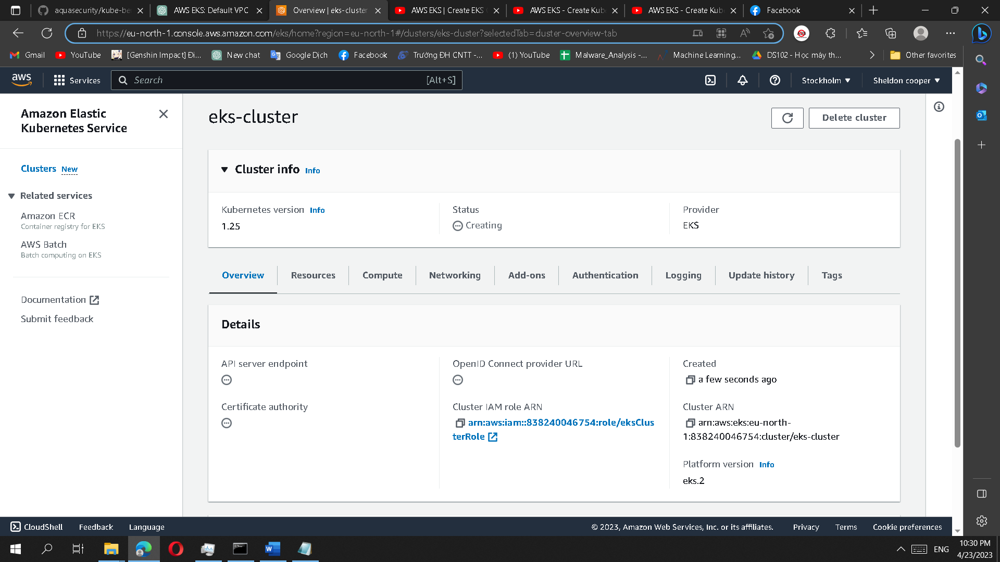 aquasecurity/kube-be
AWS EKS: Default VPC
Overview | eks-cluster
AWS EKS | Create EKS
AWS EKS - Create Kub
AWS EKS - Create Kub
Facebook
https://eu-north-1.console.aws.amazon.com/eks/home?region=eu-north-1#/clusters/eks-cluster?selectedTab=cluster-overview-tab
Gmail
YouTube
[Genshin Impact] Đi...
New chat
Google Dịch
Facebook
Trường ĐH CNTT -...
(1) YouTube
Malware_Analysis -...
Machine Learning...
DS102 - Học máy th...
Other favorites
aws
Services
Search
[Alt+S]
Stockholm
Sheldon cooper
Amazon Elastic
Kubernetes Service
Clusters New
Related services
Amazon ECR
Container registry for EKS
AWS Batch
Batch computing on EKS
Documentation
Submit feedback
eks-cluster
Delete cluster
Cluster info Info
Kubernetes version Info
1.25
Status
Creating
Provider
EKS
Overview
Resources
Compute
Networking
Add-ons
Authentication
Logging
Update history
Tags
Details
API server endpoint
Certificate authority
OpenID Connect provider URL
Cluster IAM role ARN
arn:aws:iam::838240046754:role/eksClus
terRole
Created
a few seconds ago
Cluster ARN
arn:aws:eks:eu-north-
1:838240046754:cluster/eks-cluster
Platform version Info
eks.2
CloudShell
Feedback
Language
© 2023, Amazon Web Services, Inc. or its affiliates.
Privacy
Terms
Cookie preferences
ENG
10:30 PM
4/23/2023